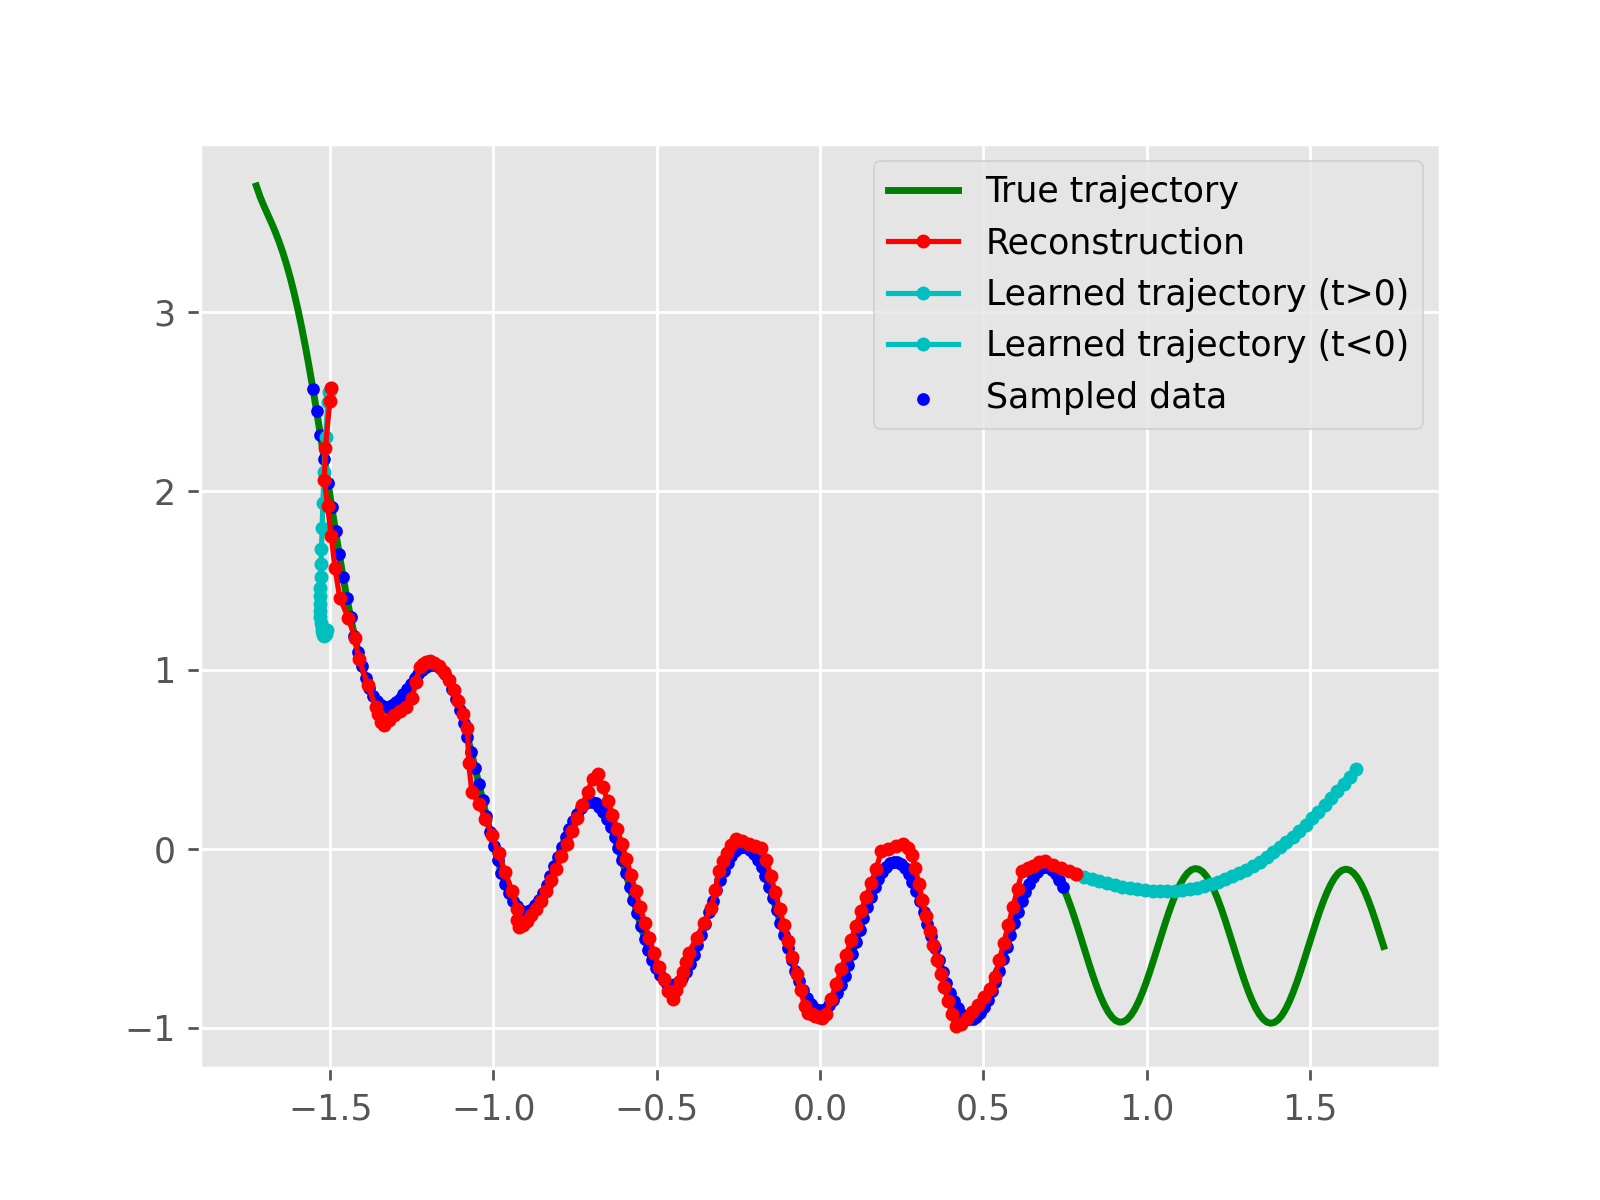 True trajectory
Reconstruction
Learned trajectory (t>0)
Learned trajectory (t<0)
Sampled data
3
2
1
0
−1
−1.5 −1.0 −0.5 0.0 0.5 1.0 1.5